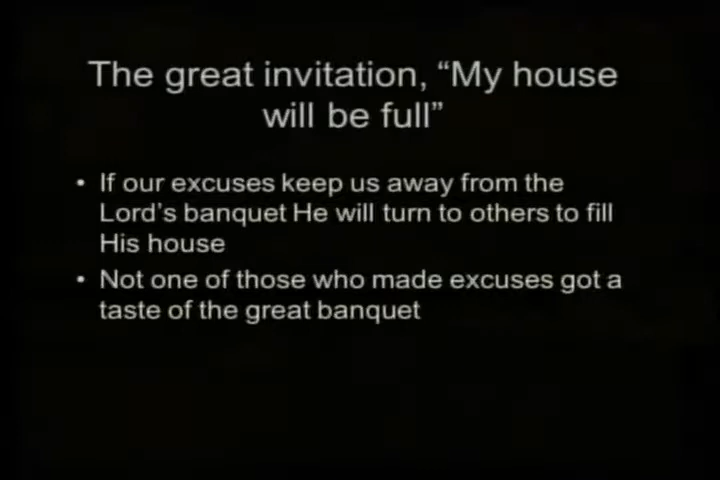 The great invitation, “My house
will be full”
• If our excuses keep us away from the
Lord’s banquet He will turn to others to fill
His house
• Not one of those who made excuses got a
taste of the great banquet